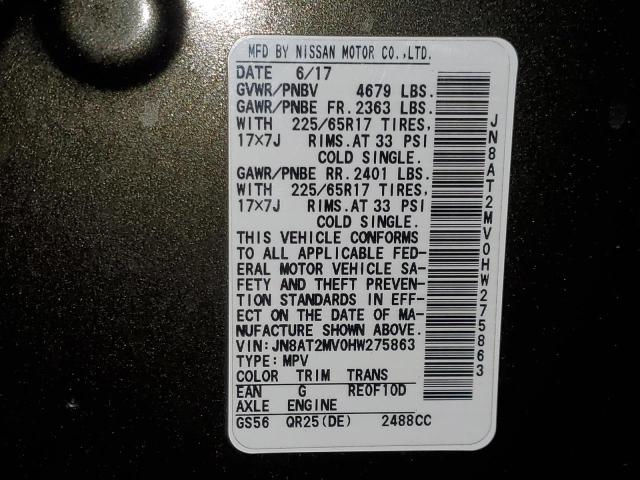 MFD BY NISSAN MOTOR CO.,LTD.
DATE 6/17
GVWR/PNBV 4679 LBS.
GAWR/PNBE FR. 2363 LBS.
WITH 225/65R17 TIRES,
17×7J RIMS.AT 33 PSI
COLD SINGLE.
GAWR/PNBE RR. 2401 LBS.
WITH 225/65R17 TIRES,
17×7J RIMS.AT 33 PSI
COLD SINGLE.
THIS VEHICLE CONFORMS
TO ALL APPLICABLE FED-
ERAL MOTOR VEHICLE SA-
FETY AND THEFT PREVEN-
TION STANDARDS IN EFF-
ECT ON THE DATE OF MA-
NUFACTURE SHOWN ABOVE.
VIN:JN8AT2MV0HW275863
TYPE:MPV
COLOR TRIM TRANS
EAN G RE0F10D
AXLE ENGINE
GS56 QR25(DE) 2488CC
JN8AT2MV0HW275863